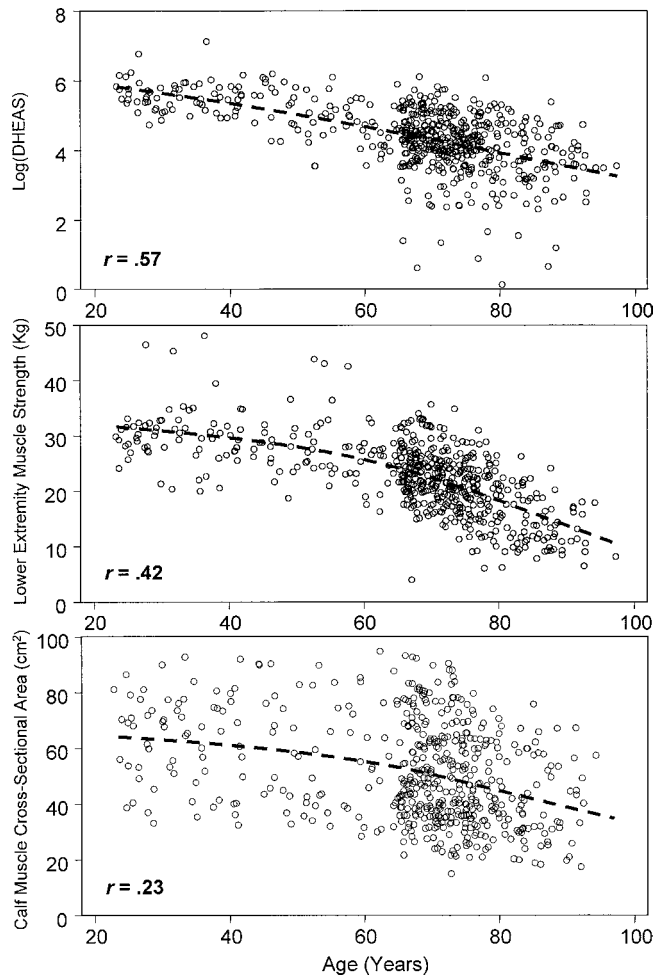 Log(DHEAS)
8
6
4
2
0
r = .57
20 40 60 80 100
Lower Extremity Muscle Strength (Kg)
50
40
30
20
10
0
r = .42
20 40 60 80 100
Calf Muscle Cross-Sectional Area (cm²)
100
80
60
40
20
0
r = .23
20 40 60 80 100
Age (Years)